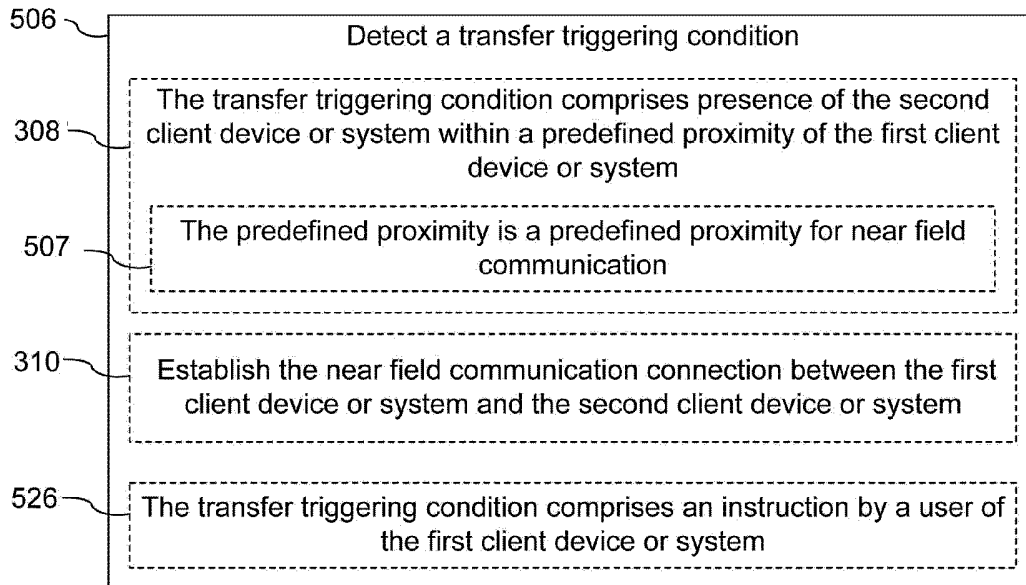 506
Detect a transfer triggering condition
308
The transfer triggering condition comprises presence of the second
client device or system within a predefined proximity of the first client
device or system
507
The predefined proximity is a predefined proximity for near field
communication
310
Establish the near field communication connection between the first
client device or system and the second client device or system
526
The transfer triggering condition comprises an instruction by a user of
the first client device or system